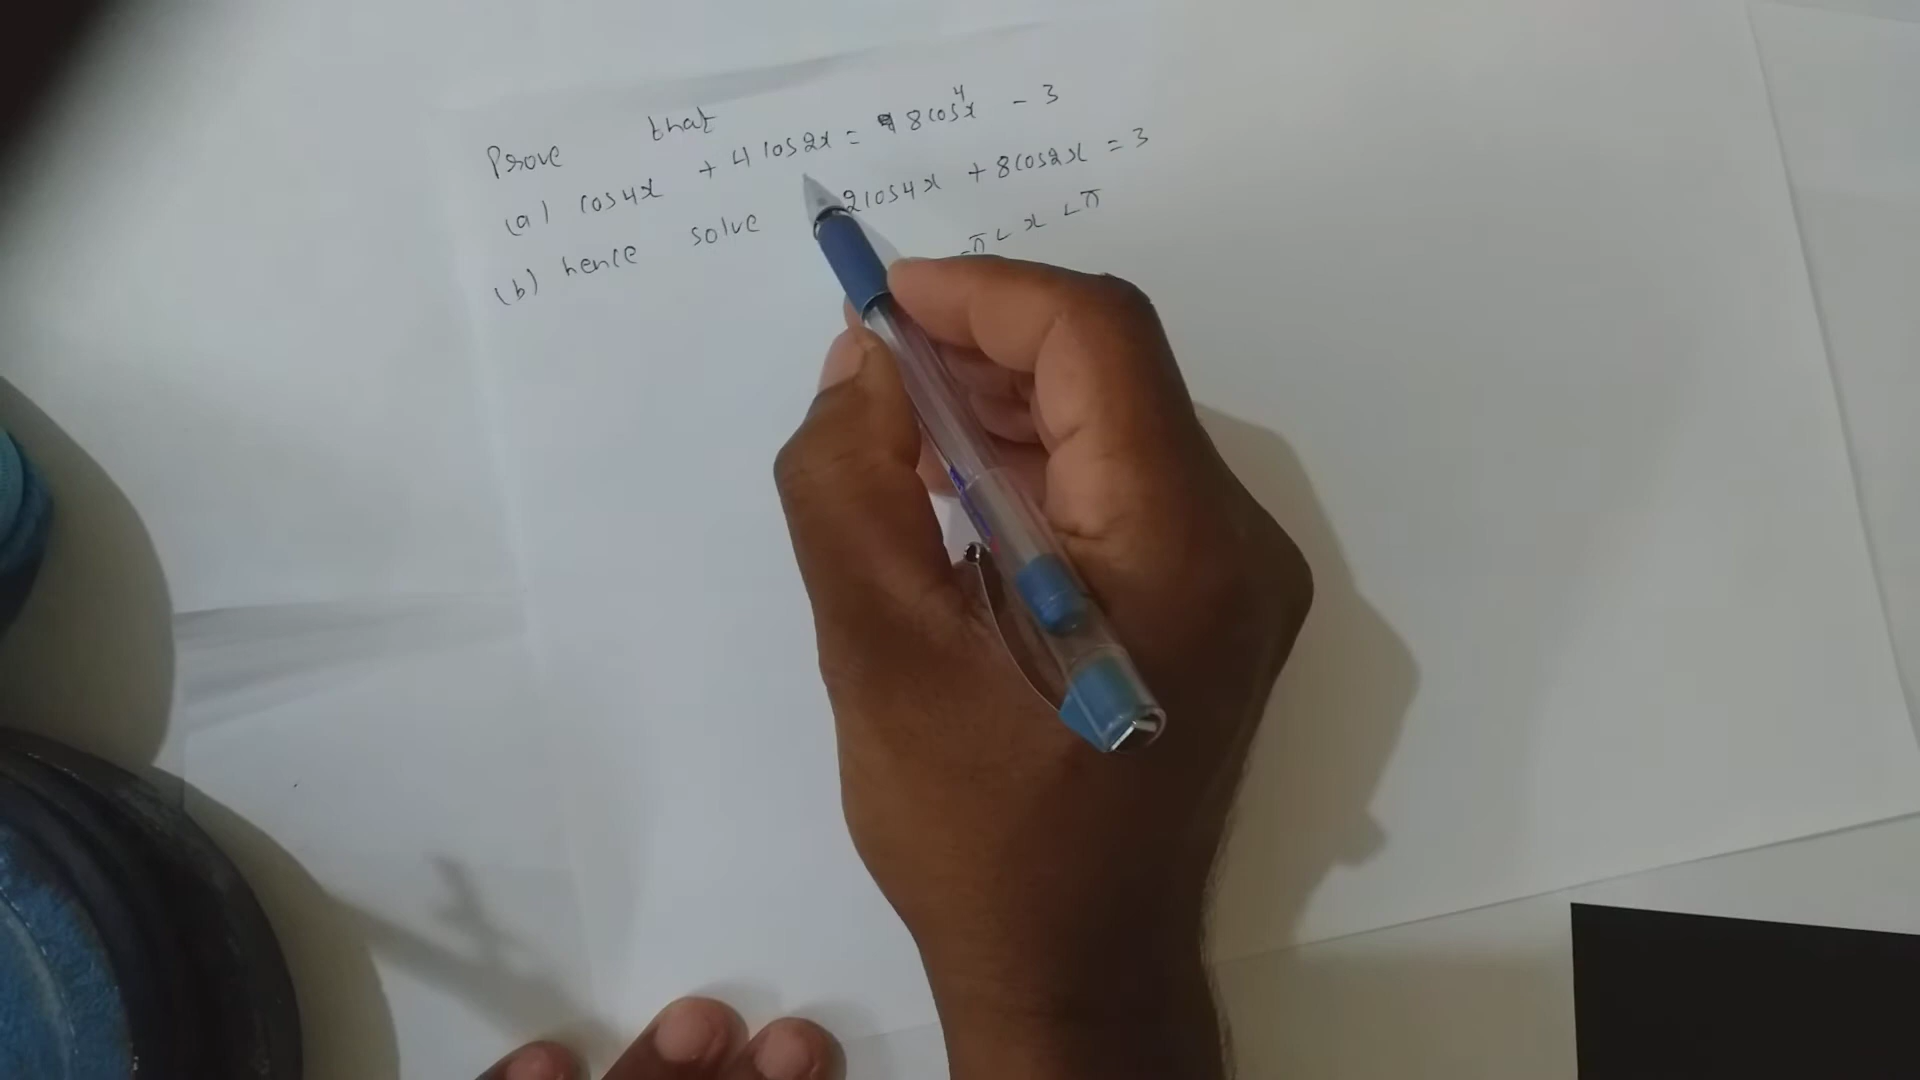 Prove that
(a) cos4x + 4cos2x = 8cos⁴x - 3
(b) hence solve 2cos4x + 8cos2x = 3
-π < x < π